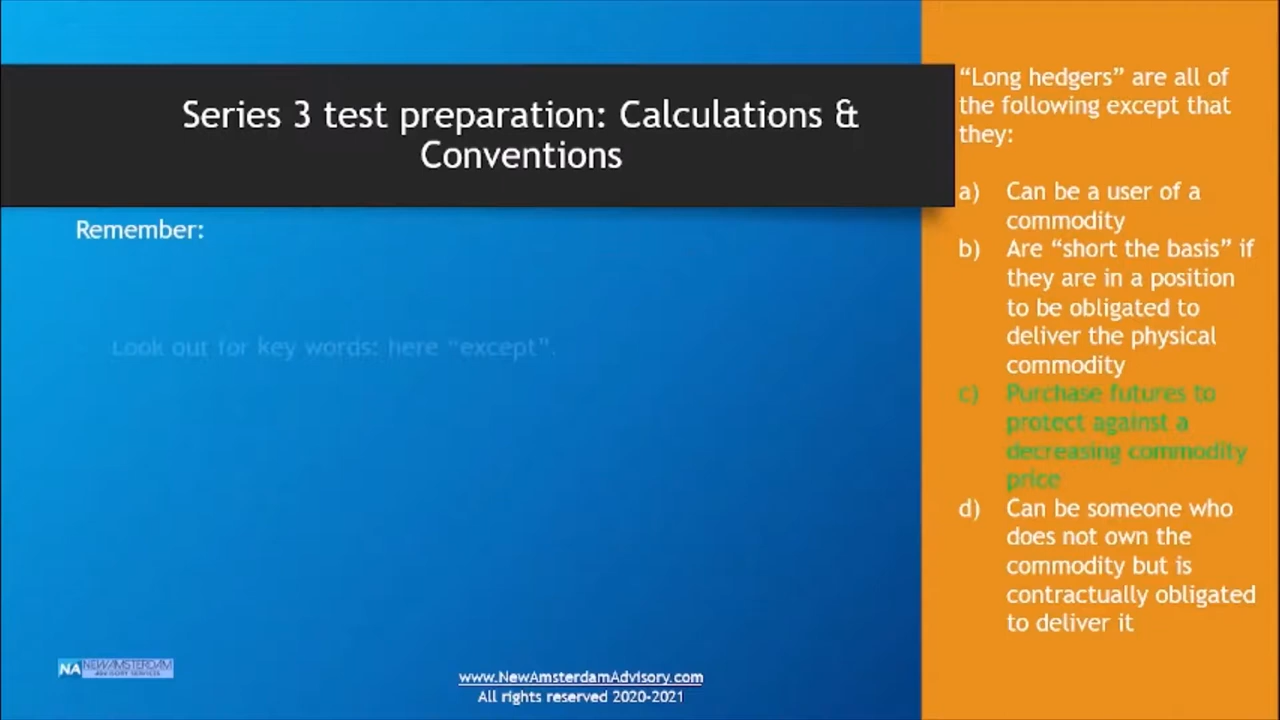 Series 3 test preparation: Calculations &
Conventions
Remember:
Look out for key words: here "except".
“Long hedgers” are all of
the following except that
they:
a) Can be a user of a
commodity
b) Are “short the basis” if
they are in a position
to be obligated to
deliver the physical
commodity
c) Purchase futures to
protect against a
decreasing commodity
price
d) Can be someone who
does not own the
commodity but is
contractually obligated
to deliver it
NA NEWAMSTERDAM
ADVISORY SERVICES
www.NewAmsterdamAdvisory.com
All rights reserved 2020-2021